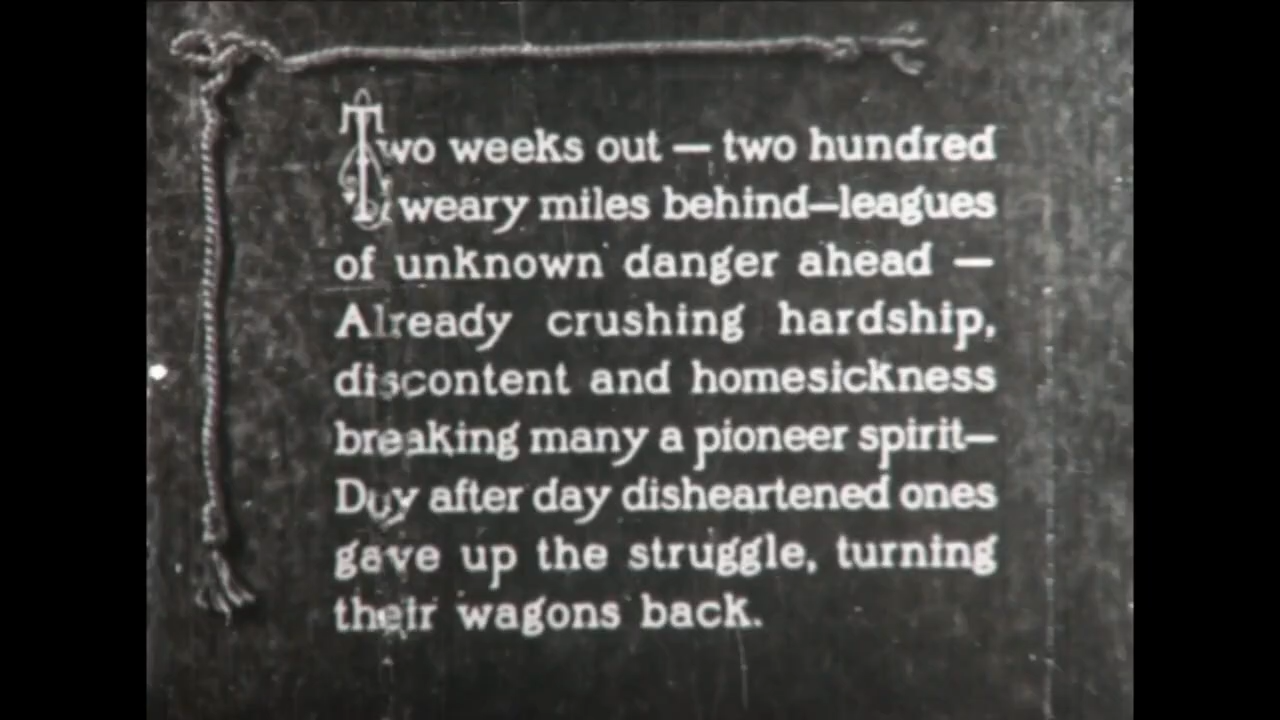 Two weeks out — two hundred
weary miles behind—leagues
of unknown danger ahead —
Already crushing hardship,
discontent and homesickness
breaking many a pioneer spirit—
Day after day disheartened ones
gave up the struggle, turning
their wagons back.